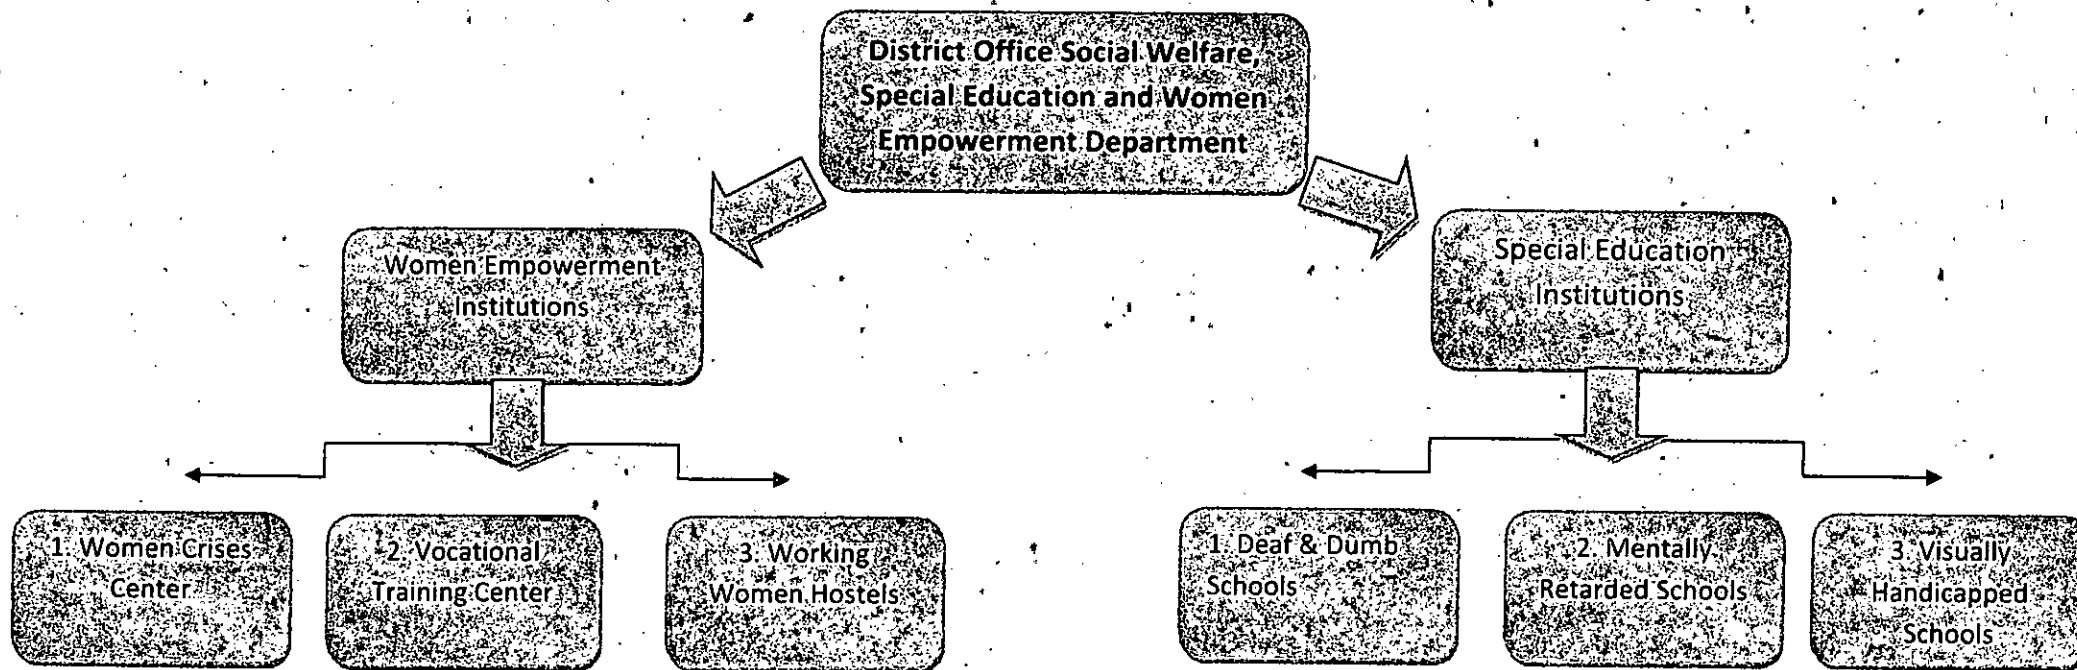 District Office Social Welfare,
Special Education and Women
Empowerment Department
Women Empowerment
Institutions
Special Education
Institutions
1. Women Crises
Center
2. Vocational
Training Center
3. Working
Women Hostels
1. Deaf & Dumb
Schools
2. Mentally
Retarded Schools
3. Visually
Handicapped
Schools